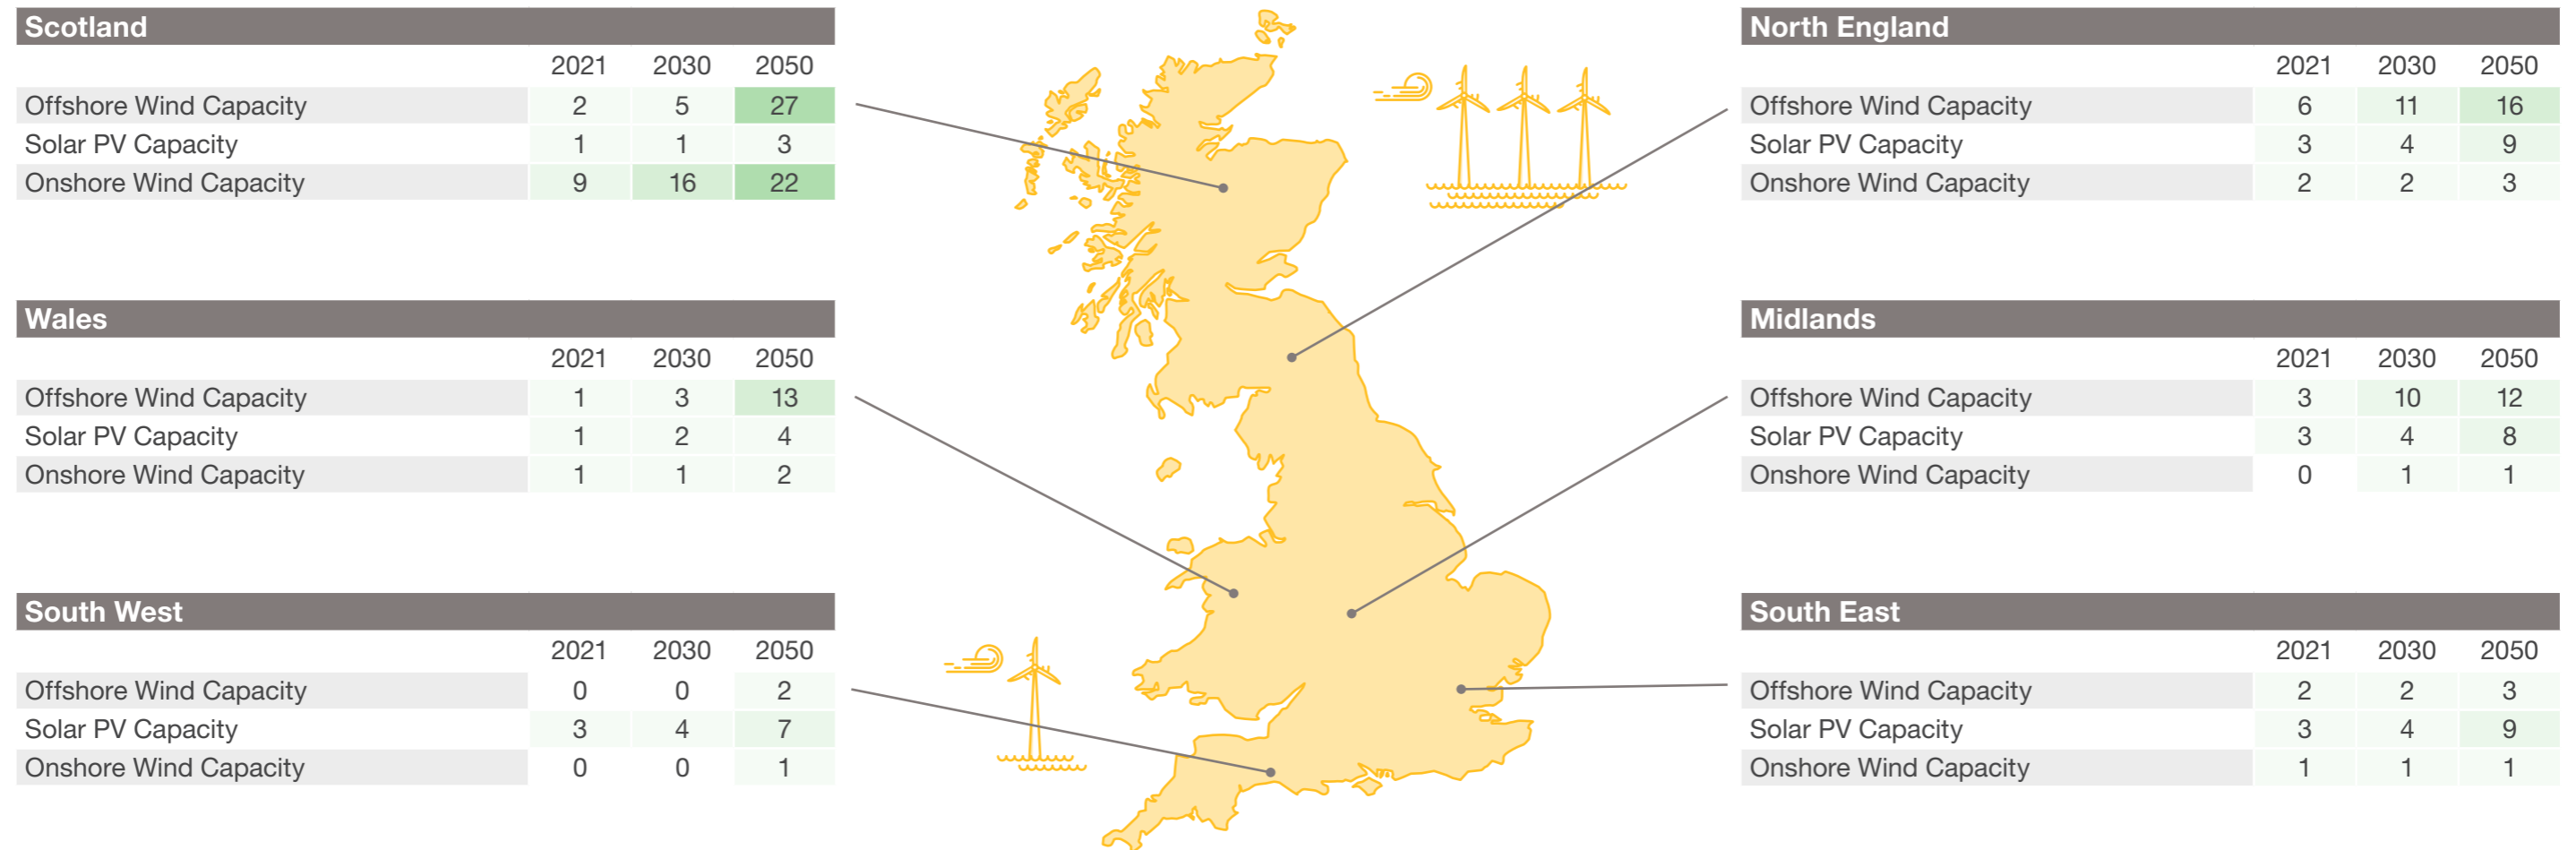 Scotland
2021 2030 2050
Offshore Wind Capacity 2 5 27
Solar PV Capacity 1 1 3
Onshore Wind Capacity 9 16 22
Wales
2021 2030 2050
Offshore Wind Capacity 1 3 13
Solar PV Capacity 1 2 4
Onshore Wind Capacity 1 1 2
South West
2021 2030 2050
Offshore Wind Capacity 0 0 2
Solar PV Capacity 3 4 7
Onshore Wind Capacity 0 0 1
North England
2021 2030 2050
Offshore Wind Capacity 6 11 16
Solar PV Capacity 3 4 9
Onshore Wind Capacity 2 2 3
Midlands
2021 2030 2050
Offshore Wind Capacity 3 10 12
Solar PV Capacity 3 4 8
Onshore Wind Capacity 0 1 1
South East
2021 2030 2050
Offshore Wind Capacity 2 2 3
Solar PV Capacity 3 4 9
Onshore Wind Capacity 1 1 1